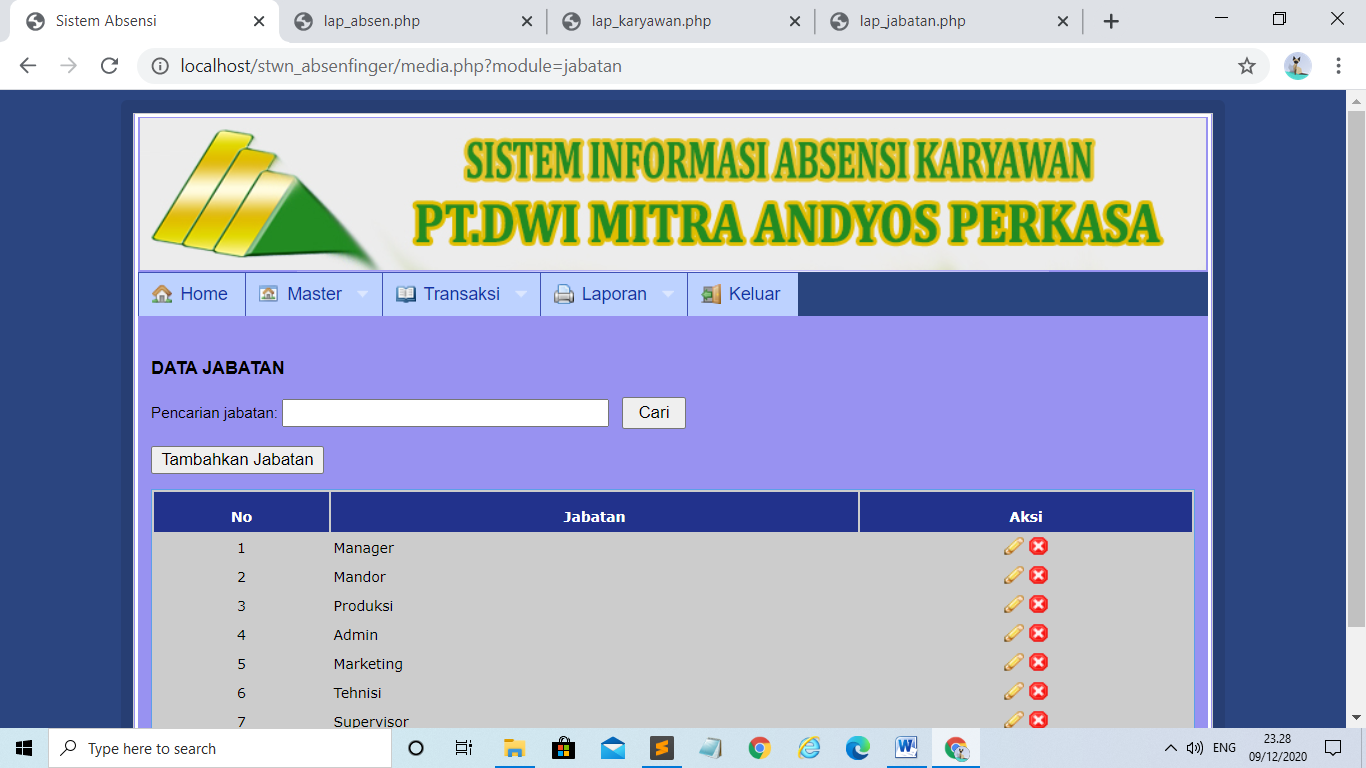 Sistem Absensi
lap_absen.php
lap_karyawan.php
lap_jabatan.php
localhost/stwn_absenfinger/media.php?module=jabatan
SISTEM INFORMASI ABSENSI KARYAWAN
PT.DWI MITRA ANDYOS PERKASA
Home Master Transaksi Laporan Keluar
DATA JABATAN
Pencarian jabatan: Cari
Tambahkan Jabatan
No Jabatan Aksi
1 Manager
2 Mandor
3 Produksi
4 Admin
5 Marketing
6 Tehnisi
7 Supervisor
Type here to search
ENG
23.28
09/12/2020